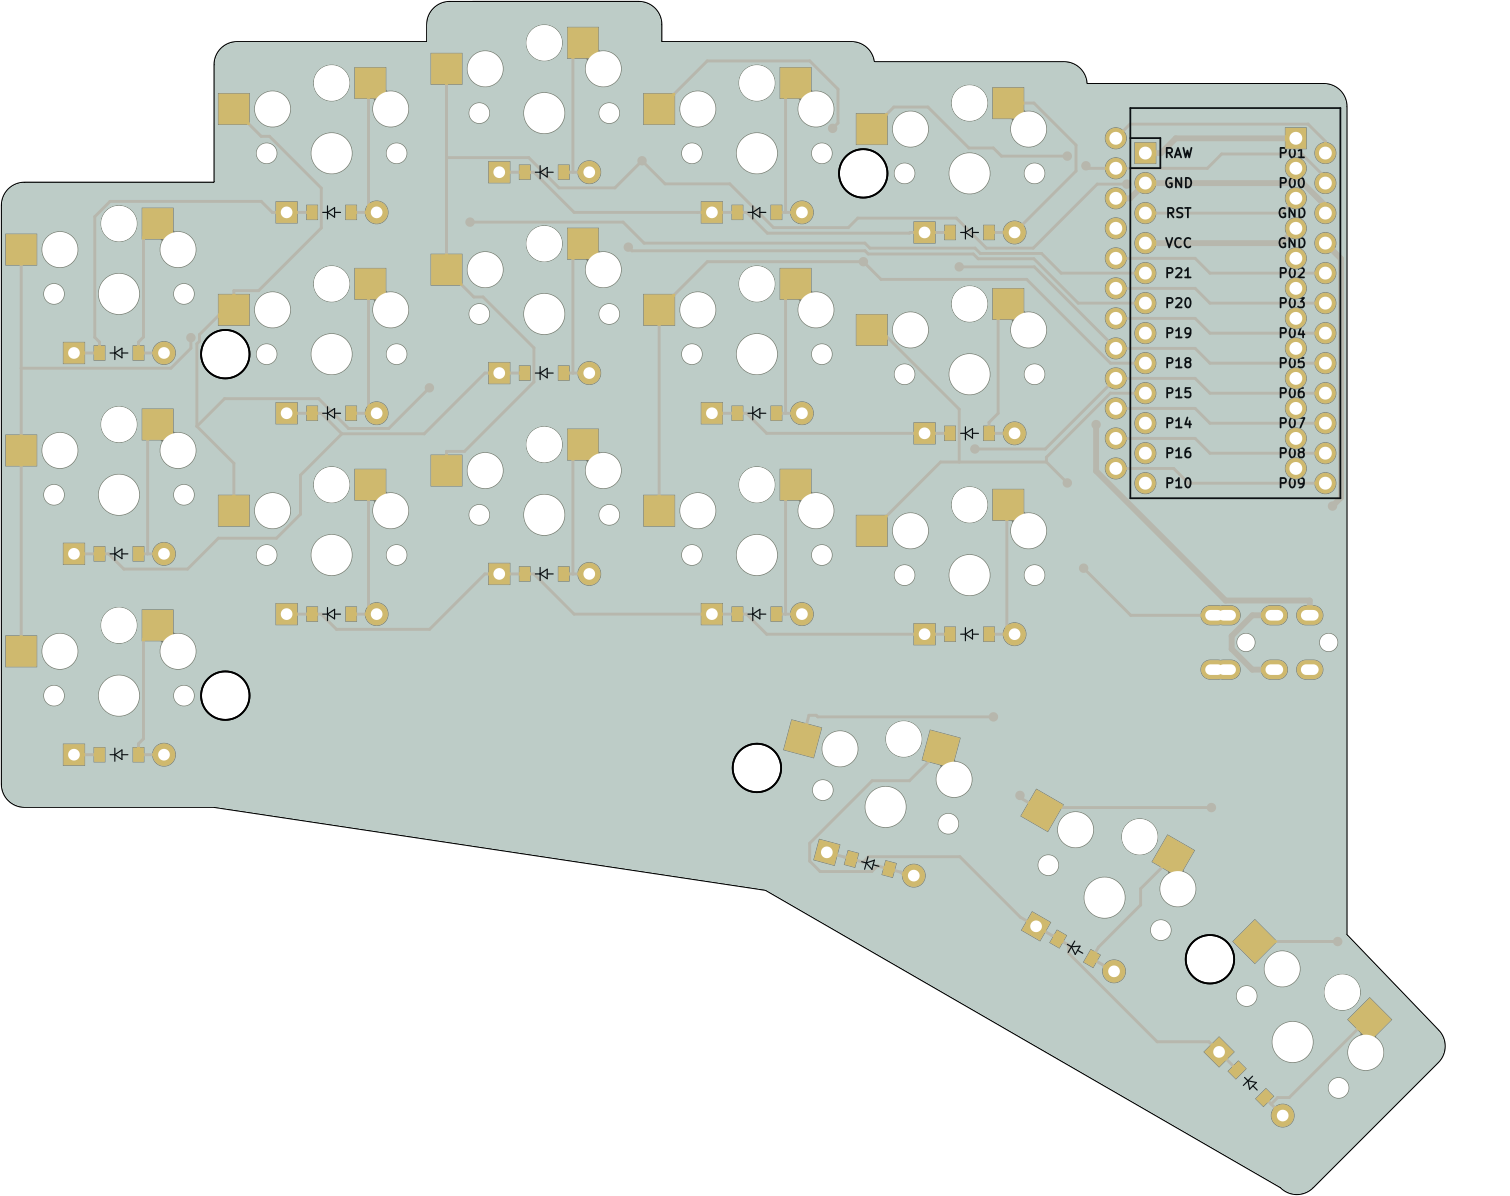 RAW P01
GND P00
RST GND
VCC GND
P21 P02
P20 P03
P19 P04
P18 P05
P15 P06
P14 P07
P16 P08
P10 P09